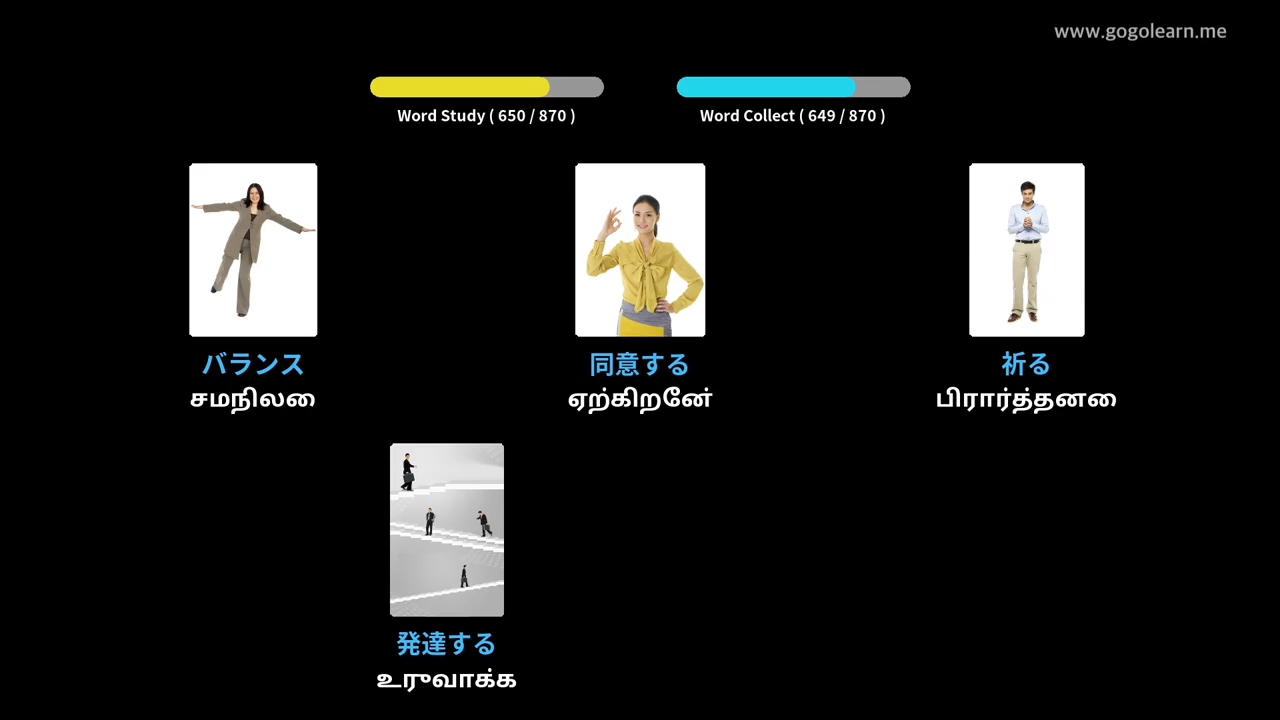 www.gogolearn.me
Word Study ( 650 / 870 )
Word Collect ( 649 / 870 )
バランス
சமநிலை
同意する
ஏற்கிறேன்
祈る
பிரார்த்தனை
発達する
உருவாக்க